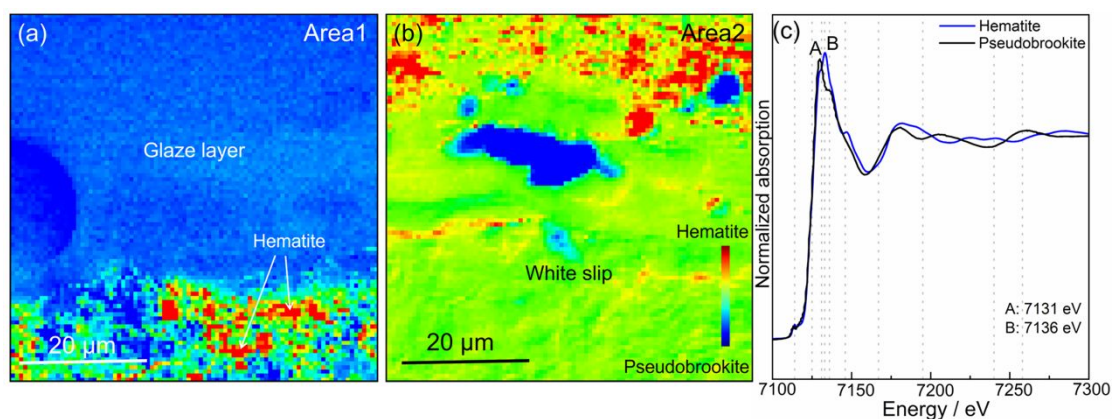 (a)
Area1
Glaze layer
Hematite
20 µm
(b)
Area2
Hematite
White slip
20 µm
Pseudobrookite
(c)
Hematite
Pseudobrookite
A
B
Normalized absorption
A: 7131 eV
B: 7136 eV
7100 7150 7200 7250 7300
Energy / eV